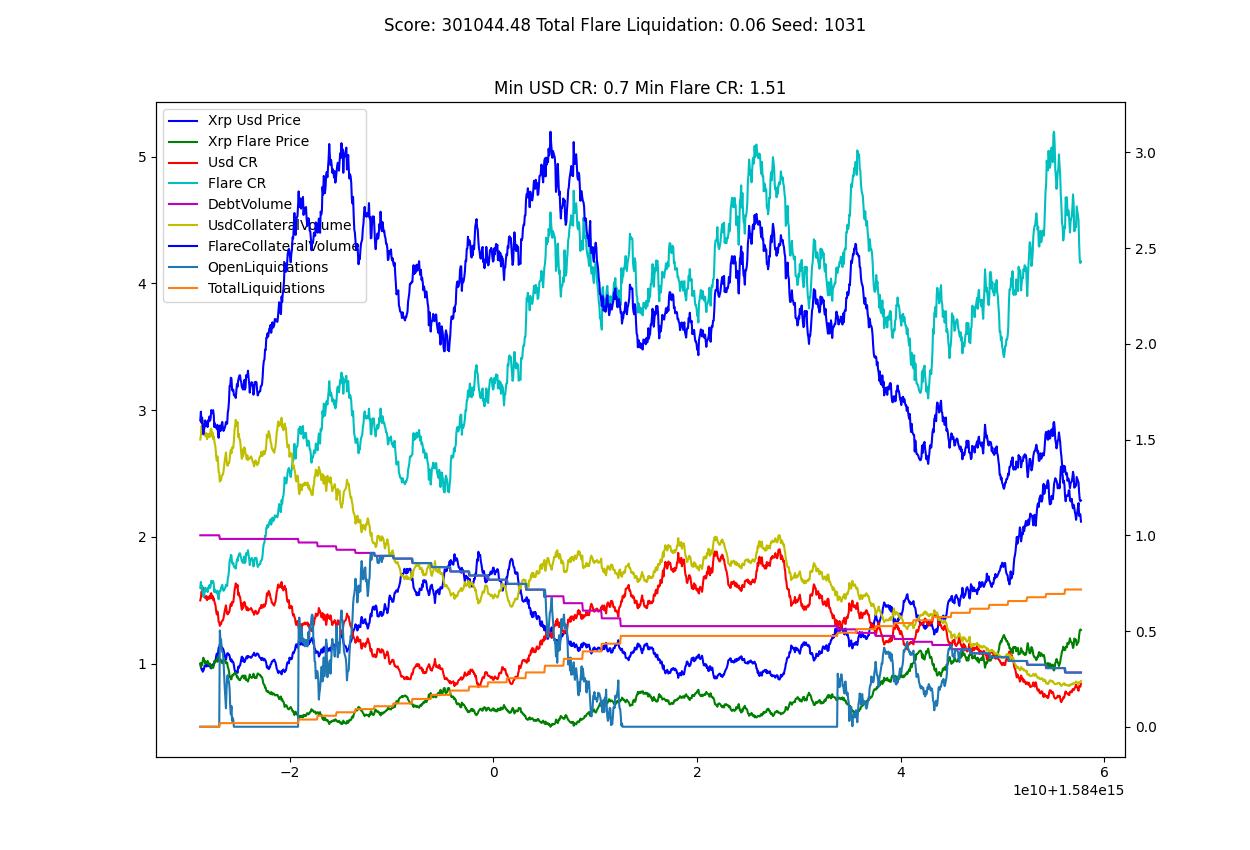 Score: 301044.48 Total Flare Liquidation: 0.06 Seed: 1031
Min USD CR: 0.7 Min Flare CR: 1.51
Xrp Usd Price
Xrp Flare Price
Usd CR
Flare CR
DebtVolume
UsdCollateralVolume
FlareCollateralVolume
OpenLiquidations
TotalLiquidations
5
4
3
2
1
3.0
2.5
2.0
1.5
1.0
0.5
0.0
−2
0
2
4
6
1e10+1.584e15